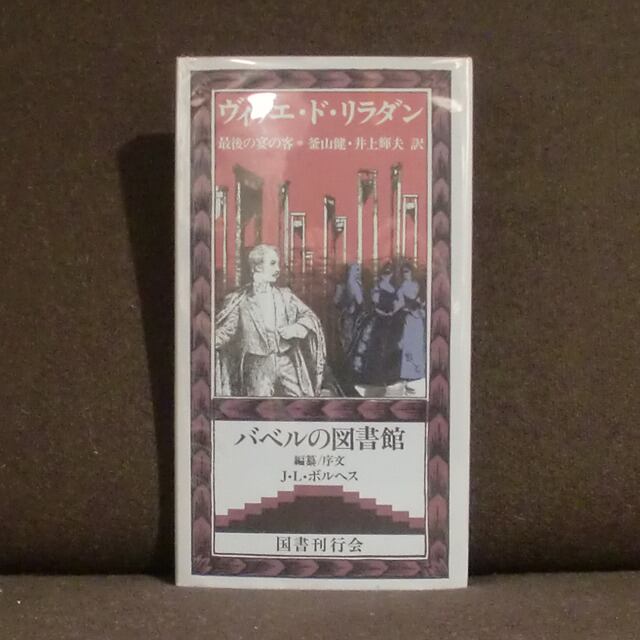 ヴィリエ・ド・リラダン
最後の宴の客 釜山健・井上輝夫 訳
バベルの図書館
編纂/序文
J・L・ボルヘス
国書刊行会